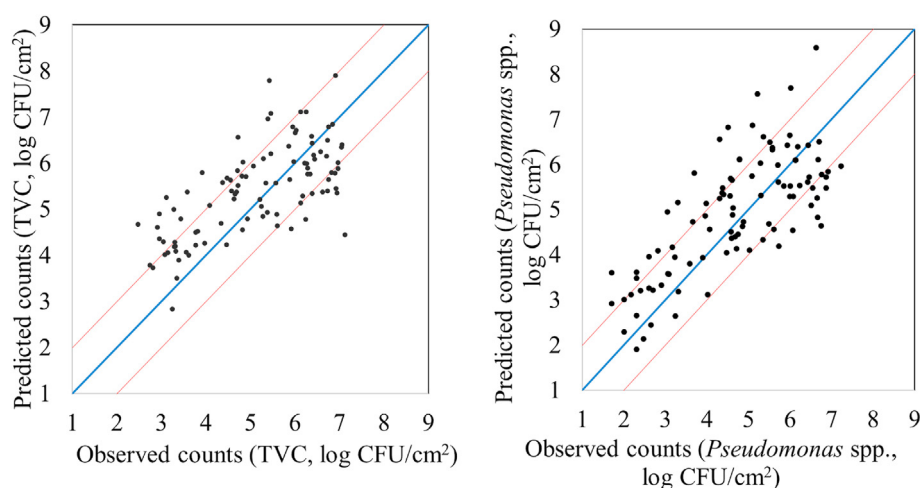 Predicted counts (TVC, log CFU/cm²)
9
8
7
6
5
4
3
2
1
1 2 3 4 5 6 7 8 9
Observed counts (TVC, log CFU/cm²)
Predicted counts (Pseudomonas spp.,
log CFU/cm²)
9
8
7
6
5
4
3
2
1
1 2 3 4 5 6 7 8 9
Observed counts (Pseudomonas spp.,
log CFU/cm²)